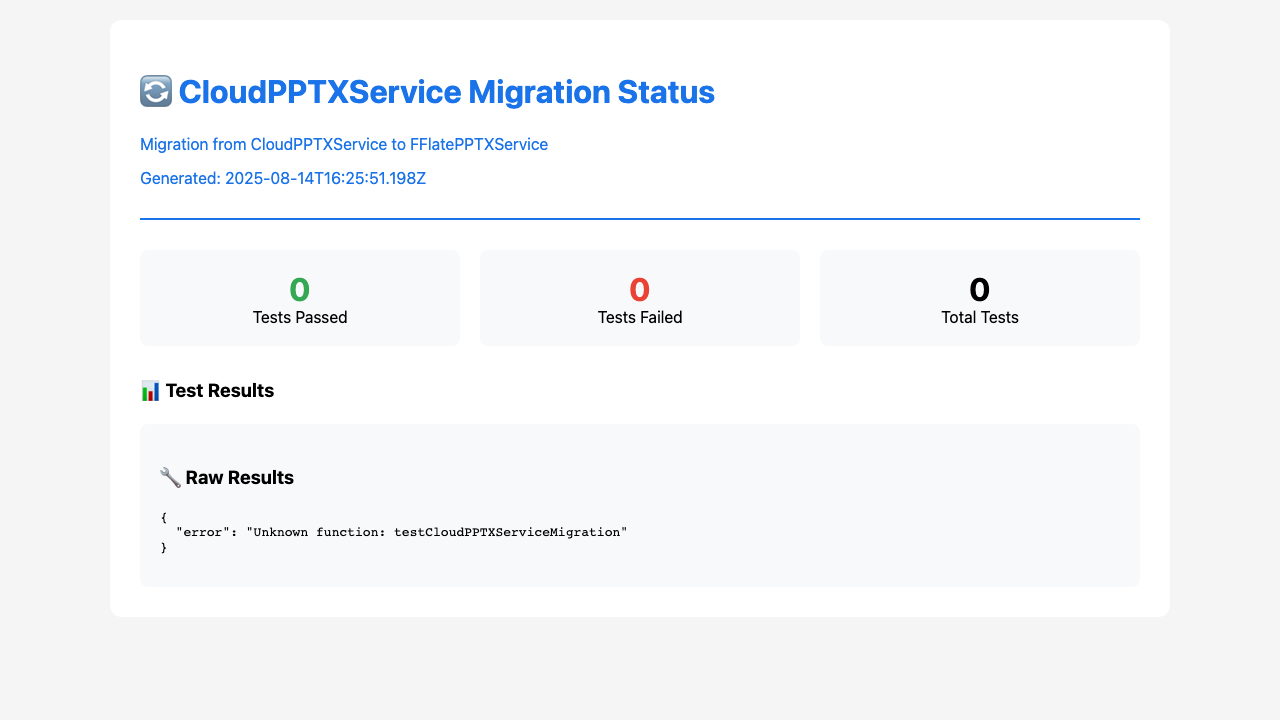 🔄 CloudPPTXService Migration Status
Migration from CloudPPTXService to FFlatePPTXService
Generated: 2025-08-14T16:25:51.198Z
0
Tests Passed
0
Tests Failed
0
Total Tests
📊 Test Results
🔧 Raw Results
{
  "error": "Unknown function: testCloudPPTXServiceMigration"
}